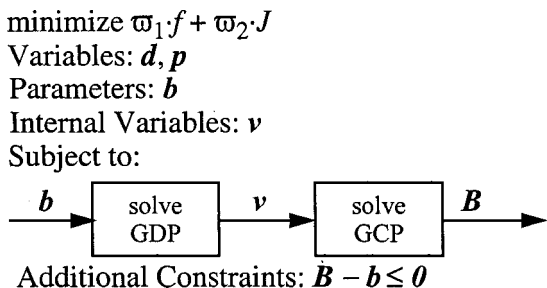 minimize ϖ₁·f + ϖ₂·J
Variables: d, p
Parameters: b
Internal Variables: v
Subject to:
b
solve
GDP
v
solve
GCP
B
Additional Constraints: B – b ≤ 0